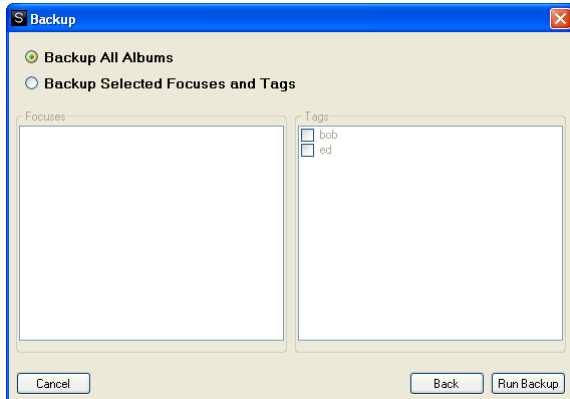 S Backup
Backup All Albums
Backup Selected Focuses and Tags
Focuses
Tags
bob
ed
Cancel
Back
Run Backup